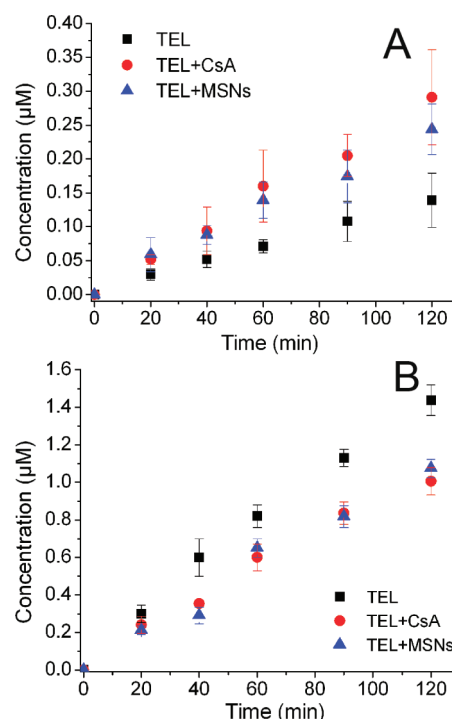 A
TEL
TEL+CsA
TEL+MSNs
Concentration (µM)
0.40
0.35
0.30
0.25
0.20
0.15
0.10
0.05
0.00
0 20 40 60 80 100 120
Time (min)
B
Concentration (µM)
1.6
1.4
1.2
1.0
0.8
0.6
0.4
0.2
0.0
TEL
TEL+CsA
TEL+MSNs
0 20 40 60 80 100 120
Time (min)